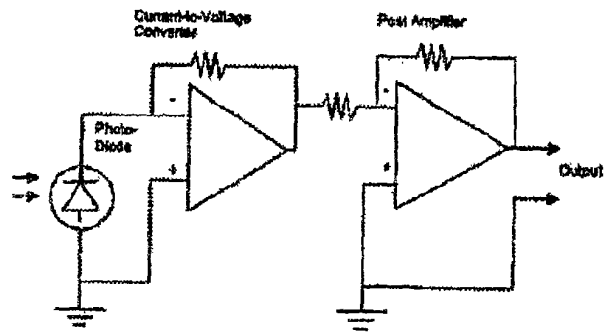 Current-to-Voltage
Converter
Post Amplifier
-
-
Photo-
Diode
+
+
Output